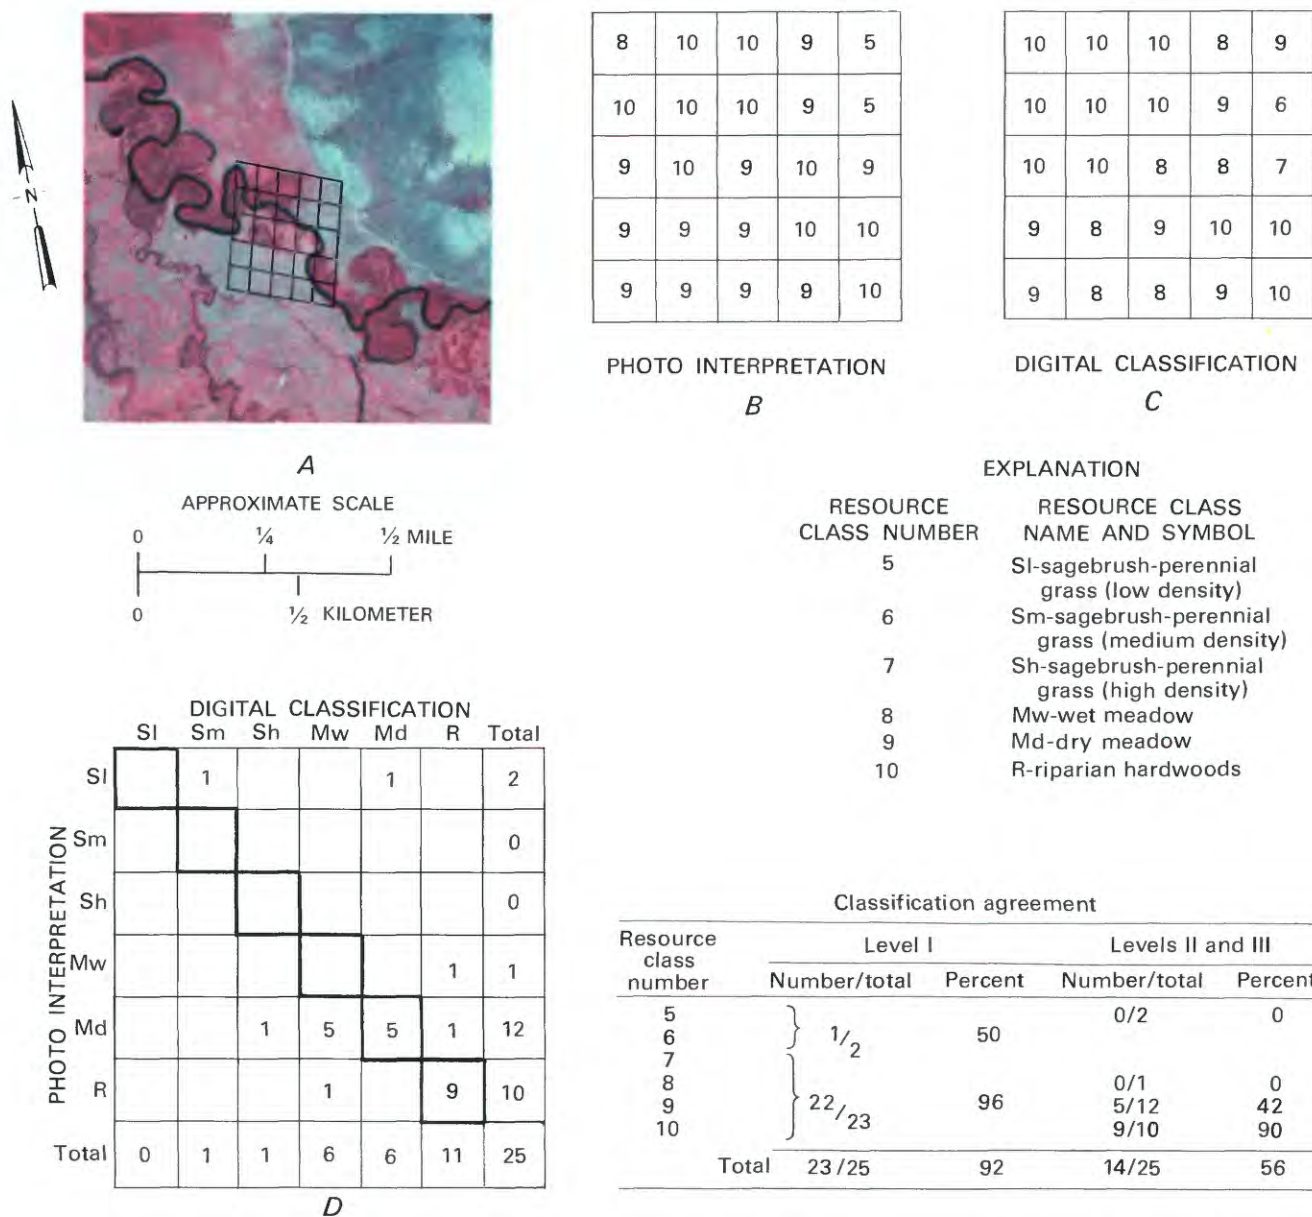 8 10 10 9 5
10 10 10 9 5
9 10 9 10 9
9 9 9 10 10
9 9 9 9 10
PHOTO INTERPRETATION
B
10 10 10 8 9
10 10 10 9 6
10 10 8 8 7
9 8 9 10 10
9 8 8 9 10
DIGITAL CLASSIFICATION
C
N
A
APPROXIMATE SCALE
0 ¼ ½ MILE
0 ½ KILOMETER
EXPLANATION
RESOURCE RESOURCE CLASS
CLASS NUMBER NAME AND SYMBOL
5 Sl-sagebrush-perennial
grass (low density)
6 Sm-sagebrush-perennial
grass (medium density)
7 Sh-sagebrush-perennial
grass (high density)
8 Mw-wet meadow
9 Md-dry meadow
10 R-riparian hardwoods
DIGITAL CLASSIFICATION
Sl Sm Sh Mw Md R Total
PHOTO INTERPRETATION
Sl 1 1 2
Sm 0
Sh 0
Mw 1 1
Md 1 5 5 1 12
R 1 9 10
Total 0 1 1 6 6 11 25
D
Classification agreement
Resource Level I Levels II and III
class
number Number/total Percent Number/total Percent
5 0/2 0
6 1/2 50
7
8 0/1 0
9 22/23 96 5/12 42
10 9/10 90
Total 23/25 92 14/25 56